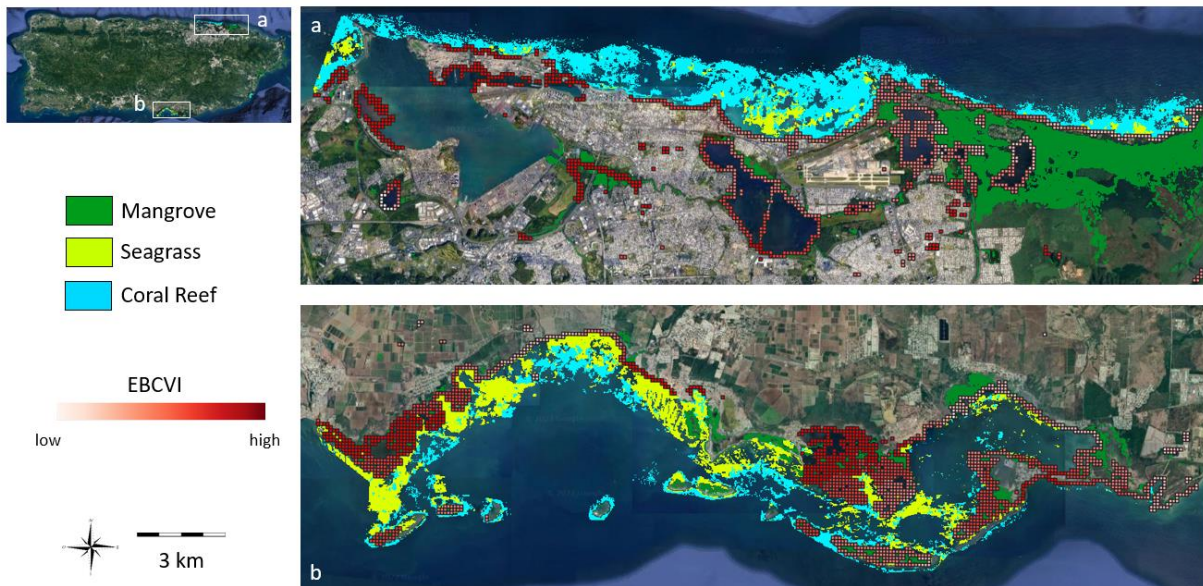 a
b
a.
Mangrove
Seagrass
Coral Reef
EBCVI
low
high
3 km
b